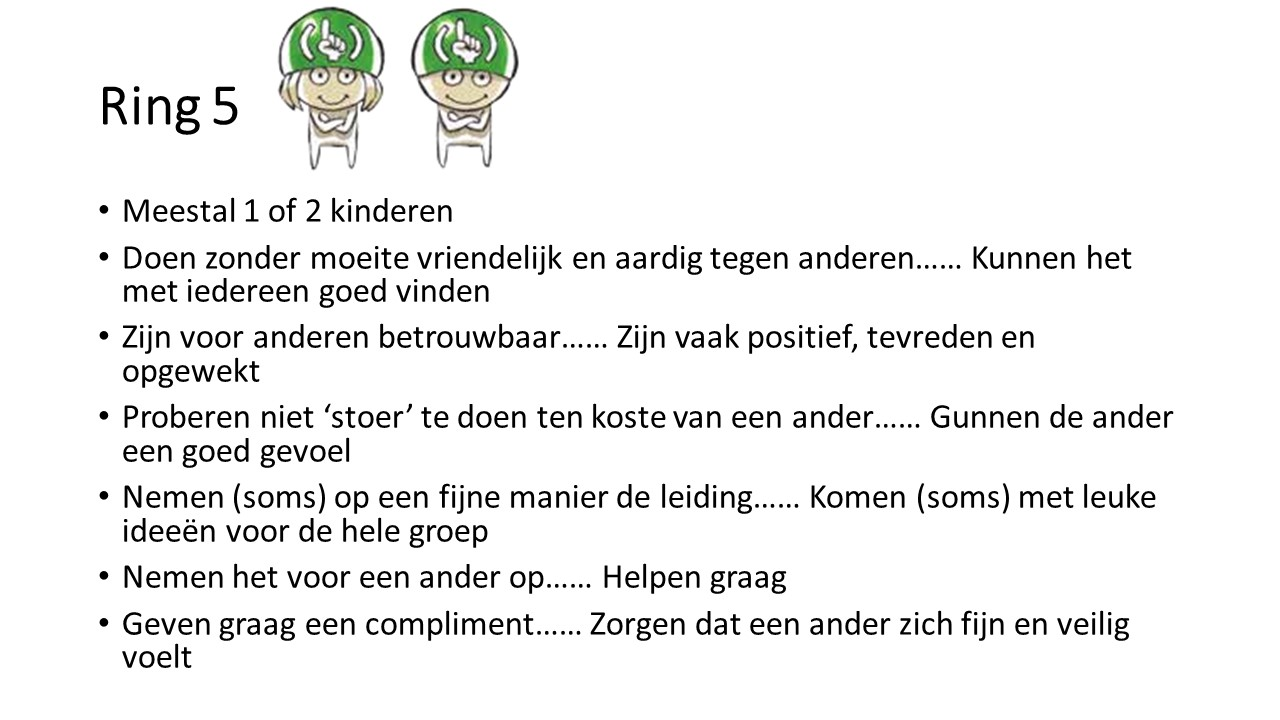 Ring 5
• Meestal 1 of 2 kinderen
• Doen zonder moeite vriendelijk en aardig tegen anderen…… Kunnen het
met iedereen goed vinden
• Zijn voor anderen betrouwbaar…… Zijn vaak positief, tevreden en
opgewekt
• Proberen niet ‘stoer’ te doen ten koste van een ander…… Gunnen de ander
een goed gevoel
• Nemen (soms) op een fijne manier de leiding…… Komen (soms) met leuke
ideeën voor de hele groep
• Nemen het voor een ander op…… Helpen graag
• Geven graag een compliment…… Zorgen dat een ander zich fijn en veilig
voelt